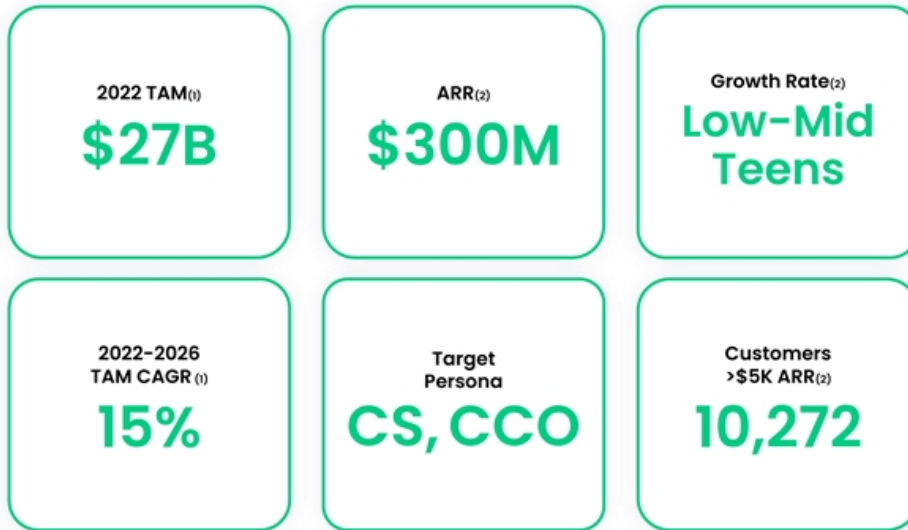 2022 TAM(1)
$27B
ARR(2)
$300M
Growth Rate(2)
Low-Mid
Teens
2022-2026
TAM CAGR (1)
15%
Target
Persona
CS, CCO
Customers
>$5K ARR(2)
10,272